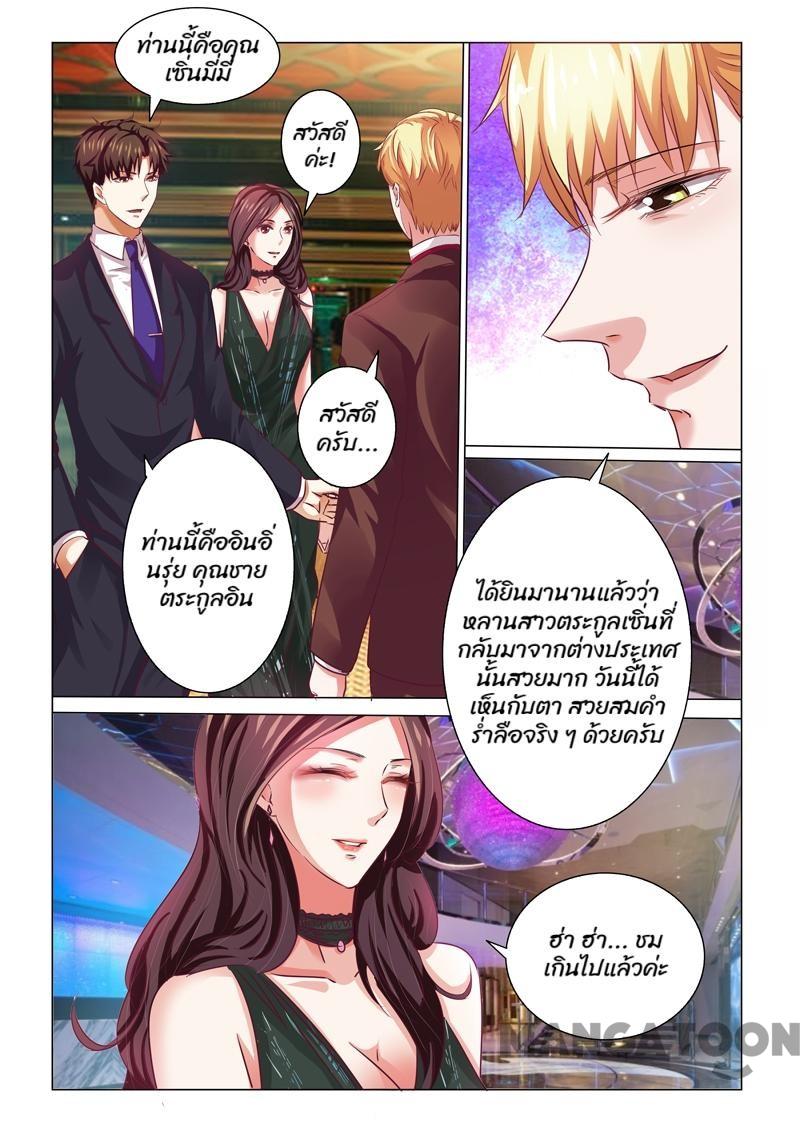 ท่านนี้คือคุณ
เซิ่นมี่มี่
สวัสดี
ค่ะ!
สวัสดี
ครับ...
ท่านนี้คืออินอิ่
นรุ่ย คุณชาย
ตระกูลอิน
ได้ยินมานานแล้วว่า
หลานสาวตระกูลเซิ่นที่
กลับมาจากต่างประเทศ
นั้นสวยมาก วันนี้ได้
เห็นกับตา สวยสมคำ
ร่ำลือจริง ๆ ด้วยครับ
ฮ่า ฮ่า... ชม
เกินไปแล้วค่ะ
MANGATOON